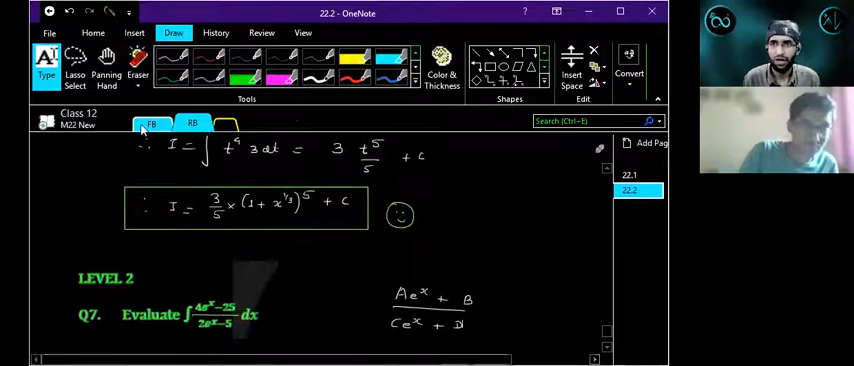 22.2 - OneNote
File Home Insert Draw History Review View
Type
Lasso Select
Panning Hand
Eraser
Color & Thickness
Insert Space
Convert
Tools
Shapes
Class 12
M22 New
FB
RB
Search (Ctrl-E)
Add Pag
22.1
22.2
∴ I = ∫ t⁴ 3 dt = 3 t⁵/5 + C
∴ I = 3/5 × (1 + x^1/3)^5 + C
LEVEL 2
Q7. Evaluate ∫ 4eˣ−25/2eˣ−5 dx
Aeˣ + B
Ceˣ + D